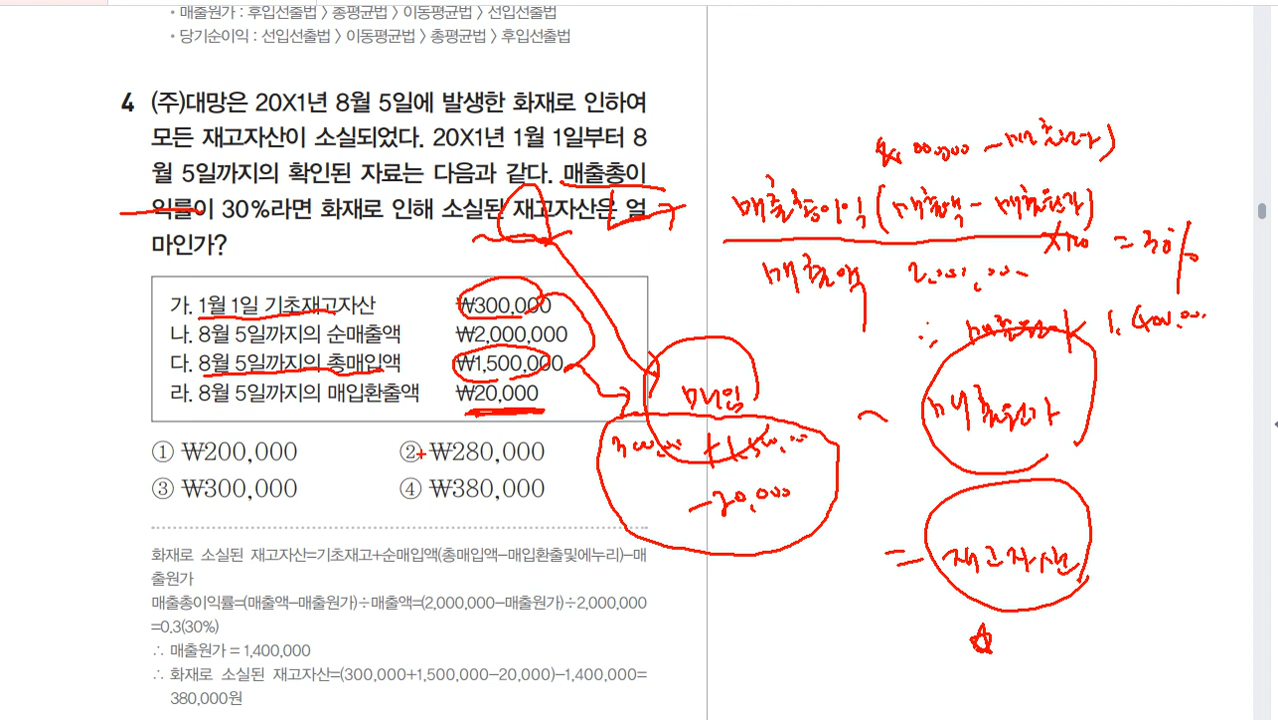 • 매출원가 : 후입선출법 > 총평균법 > 이동평균법 > 선입선출법
• 당기순이익 : 선입선출법 > 이동평균법 > 총평균법 > 후입선출법
4 (주)대망은 20X1년 8월 5일에 발생한 화재로 인하여
모든 재고자산이 소실되었다. 20X1년 1월 1일부터 8
월 5일까지의 확인된 자료는 다음과 같다. 매출총이
익률이 30%라면 화재로 인해 소실된 재고자산은 얼
마인가?
가. 1월 1일 기초재고자산 ₩300,000
나. 8월 5일까지의 순매출액 ₩2,000,000
다. 8월 5일까지의 총매입액 ₩1,500,000
라. 8월 5일까지의 매입환출액 ₩20,000
① ₩200,000 ② ₩280,000
③ ₩300,000 ④ ₩380,000
화재로 소실된 재고자산=기초재고+순매입액(총매입액-매입환출및에누리)-매
출원가
매출총이익률=(매출액-매출원가)÷매출액=(2,000,000-매출원가)÷2,000,000
=0.3(30%)
∴ 매출원가 = 1,400,000
∴ 화재로 소실된 재고자산=(300,000+1,500,000-20,000)-1,400,000=
380,000원
-매출원가)
매출총이익(매출액-매출원가)
매출액 2,000,000
×100 = 30%
∴ 1,400,000
매입
-20,000
- 매출원가
= 재고자산